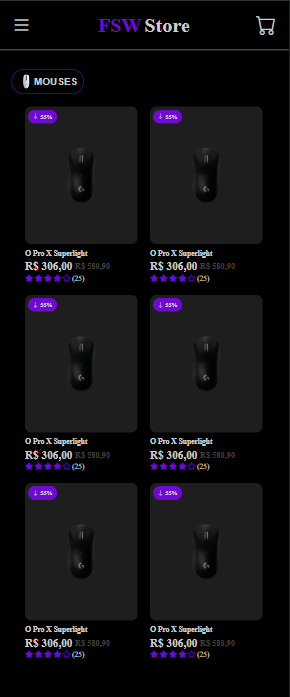 FSW Store
MOUSES
↓ 55% ↓ 55%
O Pro X Superlight O Pro X Superlight
R$ 306,00 R$ 580,90 R$ 306,00 R$ 580,90
(25) (25)
↓ 55% ↓ 55%
O Pro X Superlight O Pro X Superlight
R$ 306,00 R$ 580,90 R$ 306,00 R$ 580,90
(25) (25)
↓ 55% ↓ 55%
O Pro X Superlight O Pro X Superlight
R$ 306,00 R$ 580,90 R$ 306,00 R$ 580,90
(25) (25)